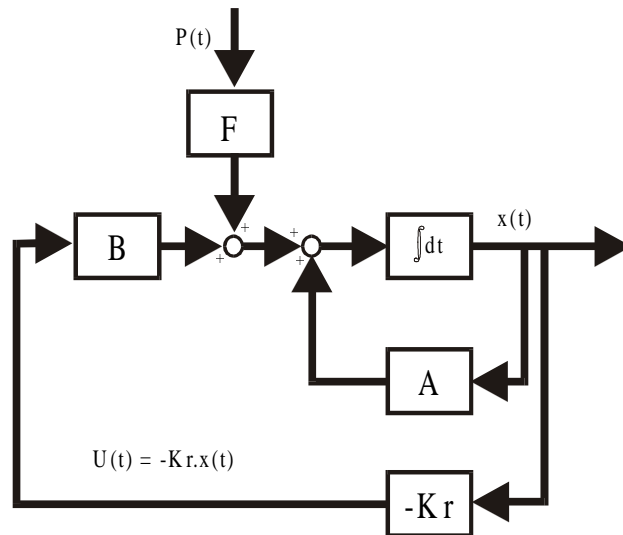 P(t)
F
+
+
B
+
+
∫dt
x(t)
A
U(t) = -Kr.x(t)
-Kr